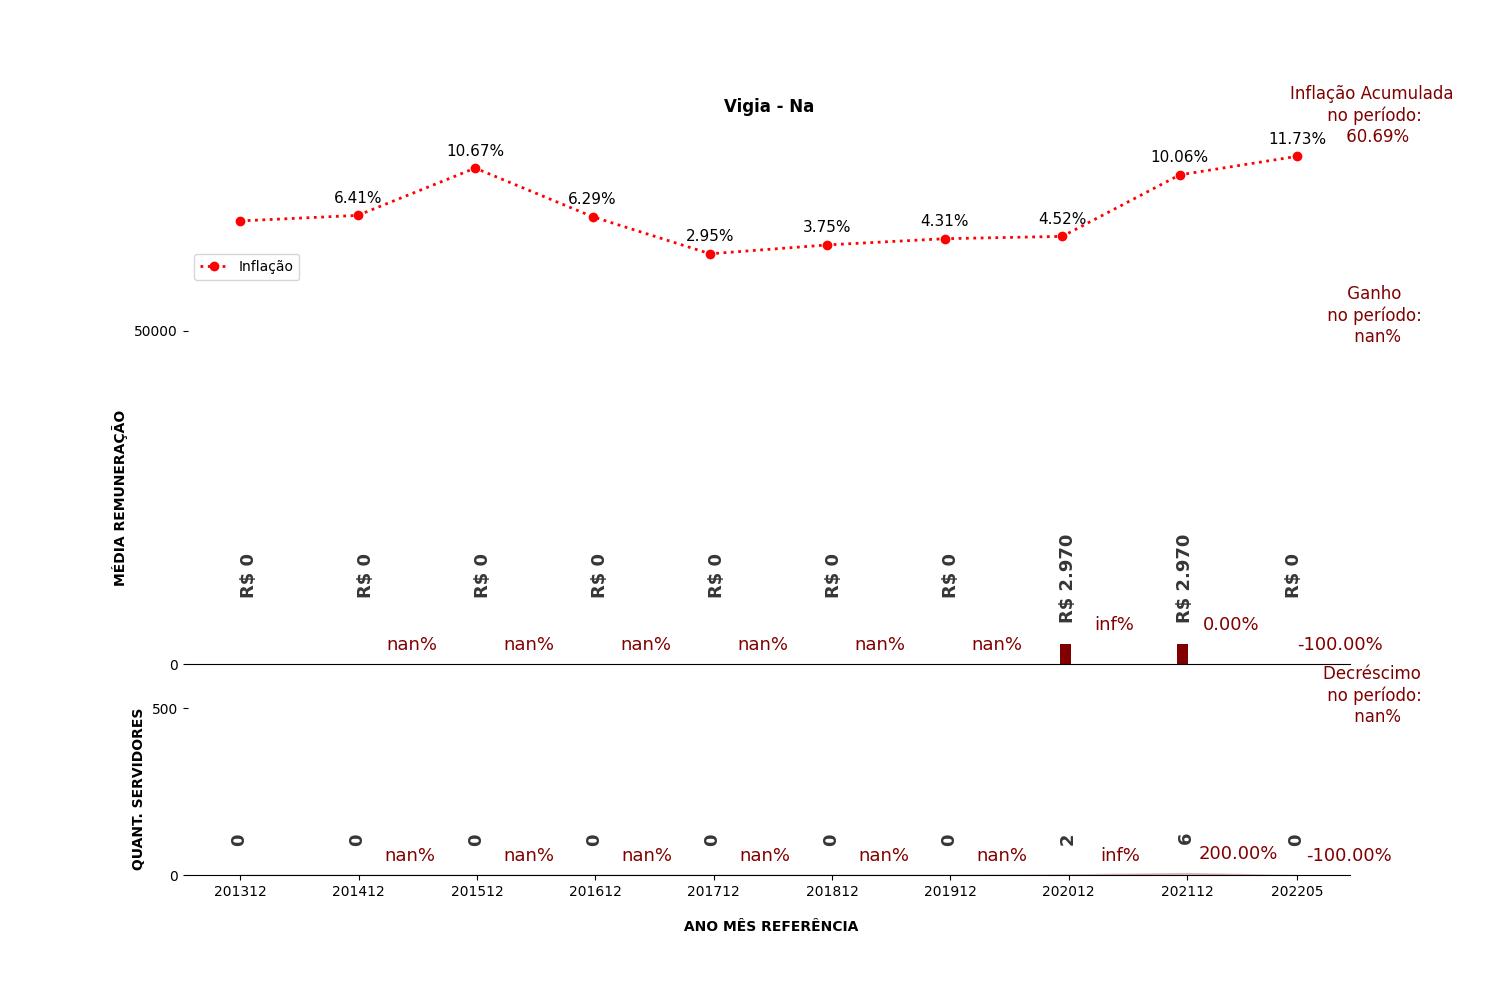 Vigia - Na
Inflação Acumulada
no período:
60.69%
6.41%
10.67%
6.29%
2.95%
3.75%
4.31%
4.52%
10.06%
11.73%
Inflação
Ganho
no período:
nan%
50000
0
MÉDIA REMUNERAÇÃO
R$ 0
R$ 0
R$ 0
R$ 0
R$ 0
R$ 0
R$ 0
R$ 2.970
R$ 2.970
R$ 0
nan%
nan%
nan%
nan%
nan%
nan%
inf%
0.00%
-100.00%
Decréscimo
no período:
nan%
500
0
QUANT. SERVIDORES
0
0
0
0
0
0
0
2
6
0
nan%
nan%
nan%
nan%
nan%
nan%
inf%
200.00%
-100.00%
201312
201412
201512
201612
201712
201812
201912
202012
202112
202205
ANO MÊS REFERÊNCIA